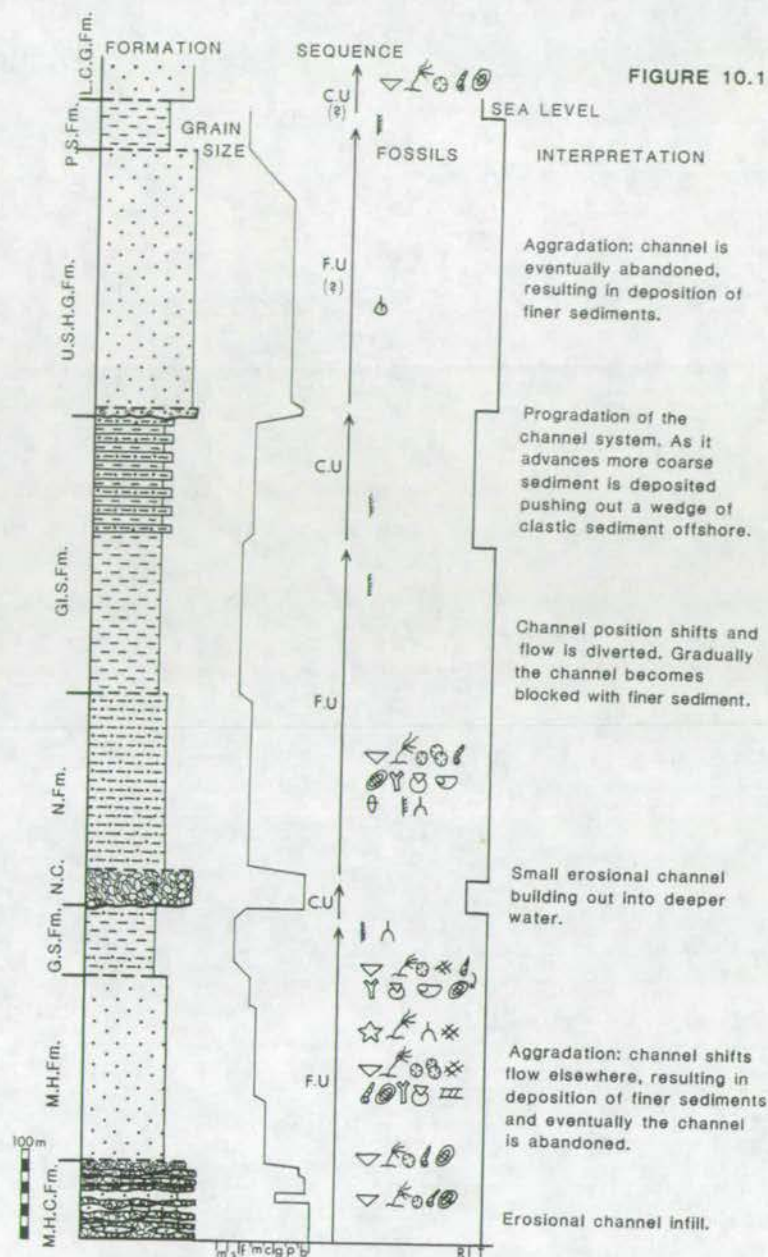 FIGURE 10.1
FORMATION
SEQUENCE
L.C.G.Fm.
C.U
(?)
SEA LEVEL
P.S.Fm.
GRAIN
SIZE
FOSSILS
INTERPRETATION
U.S.H.G.Fm.
F.U
(?)
Aggradation: channel is
eventually abandoned,
resulting in deposition of
finer sediments.
C.U
Progradation of the
channel system. As it
advances more coarse
sediment is deposited
pushing out a wedge of
clastic sediment offshore.
Gl.S.Fm.
F.U
Channel position shifts and
flow is diverted. Gradually
the channel becomes
blocked with finer sediment.
N.Fm.
N.C.
C.U
Small erosional channel
building out into deeper
water.
G.S.Fm.
M.H.Fm.
F.U
Aggradation: channel shifts
flow elsewhere, resulting in
deposition of finer sediments
and eventually the channel
is abandoned.
100m
M.H.C.Fm.
Erosional channel infill.